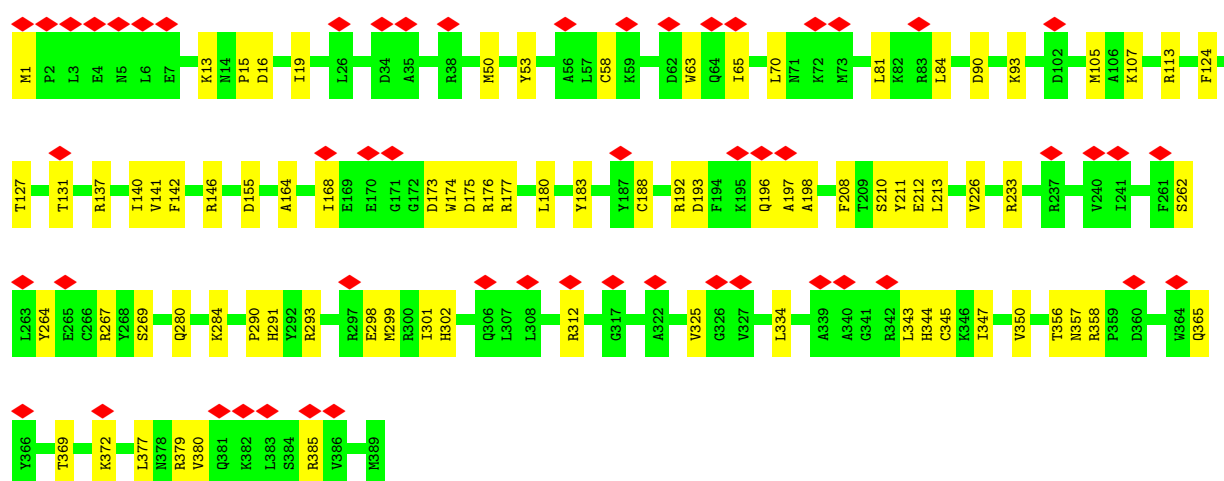 M1 P2 L3 E4 N5 L6 E7 K13 N14 P15 D16 I19 L26 D34 A35 R38 M50 Y53 A56 L57 C58 K59 D62 W63 Q64 I65 L70 N71 K72 M73 L81 K82 R83 L84 D90 K93 D102 M105 A106 K107 R113 F124
T127 T131 R137 I140 V141 F142 R146 D155 A164 I168 E169 E170 G171 G172 D173 W174 D175 R176 R177 L180 Y183 Y187 C188 R192 D193 F194 K195 Q196 A197 A198 F208 T209 S210 Y211 E212 L213 V226 R233 R237 V240 I241 F261 S262
L263 Y264 E265 C266 R267 Y268 S269 Q280 K284 P290 H291 Y292 R293 R297 E298 M299 R300 I301 H302 Q306 L307 L308 R312 G317 A322 V325 G326 V327 L334 A339 A340 G341 R342 L343 H344 C345 K346 I347 V350 T356 N357 R358 P359 D360 W364 Q365
Y366 T369 K372 L377 N378 R379 V380 Q381 K382 L383 S384 R385 V386 M389